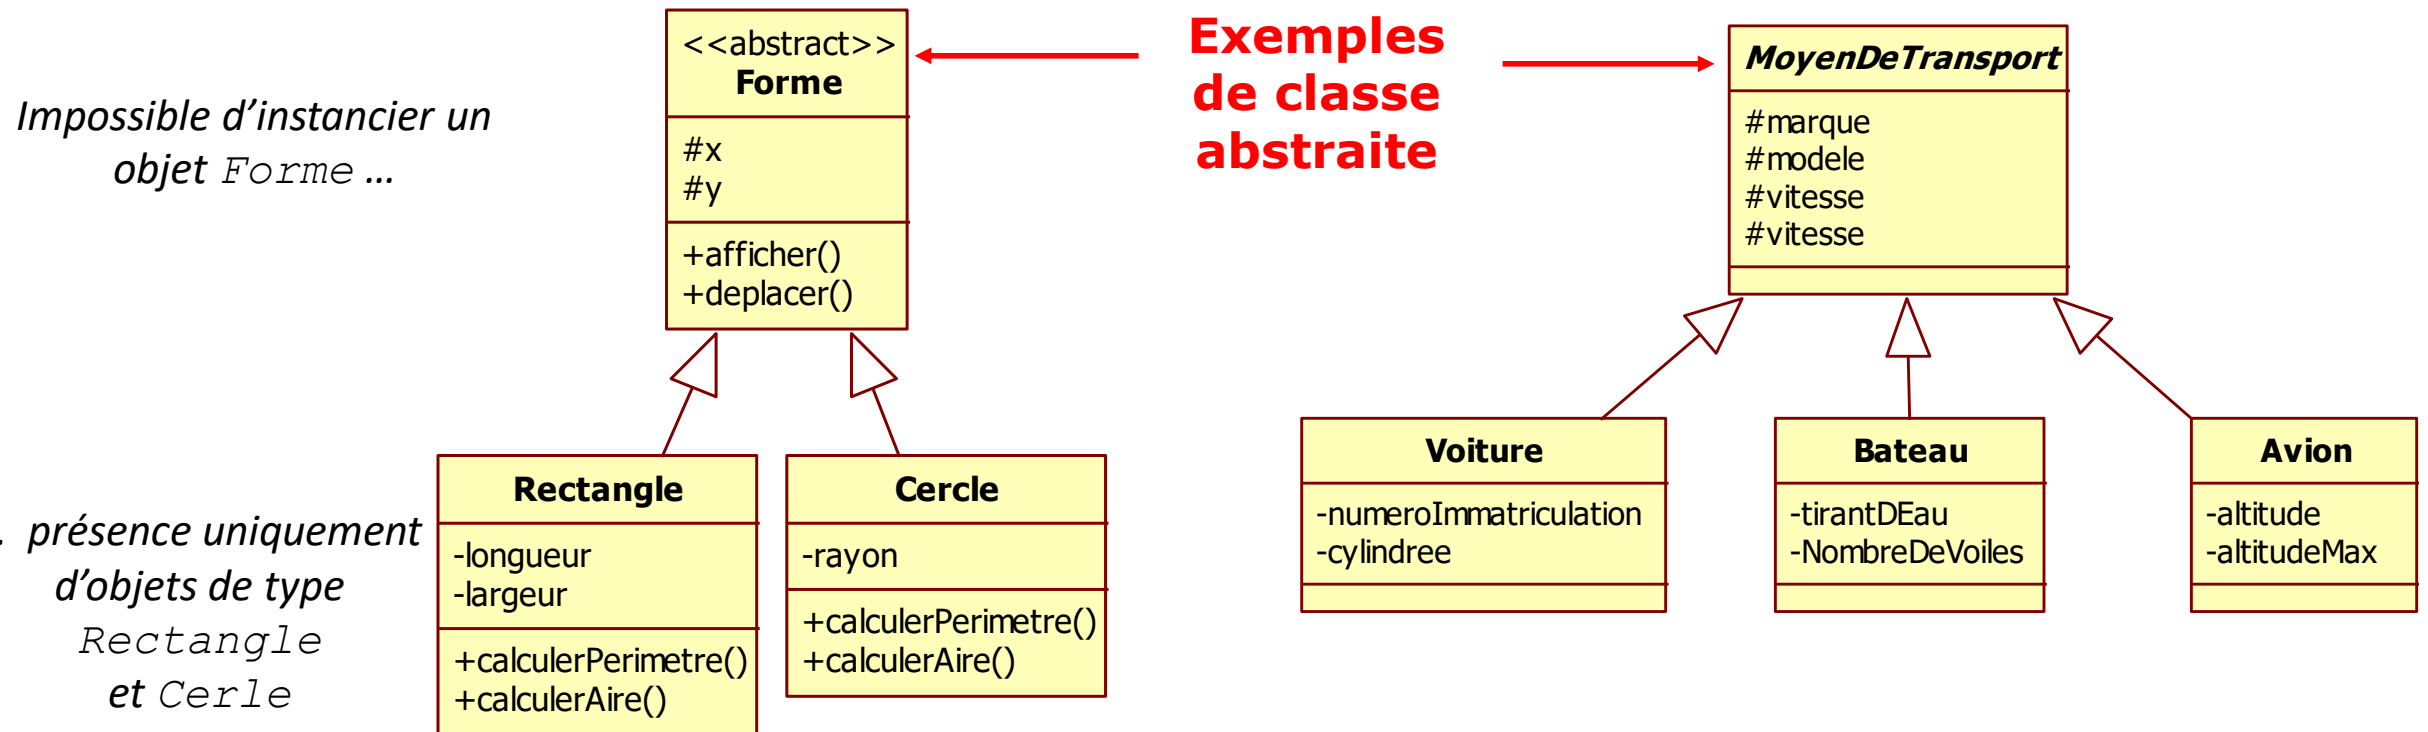 Impossible d'instancier un
objet Forme ...
. présence uniquement
d'objets de type
Rectangle
et Cerle
<<abstract>>
Forme
#x
#y
+afficher()
+deplacer()
Rectangle
-longueur
-largeur
+calculerPerimetre()
+calculerAire()
Cercle
-rayon
+calculerPerimetre()
+calculerAire()
Exemples
de classe
abstraite
MoyenDeTransport
#marque
#modele
#vitesse
#vitesse
Voiture
-numeroImmatriculation
-cylindree
Bateau
-tirantDEau
-NombreDeVoiles
Avion
-altitude
-altitudeMax